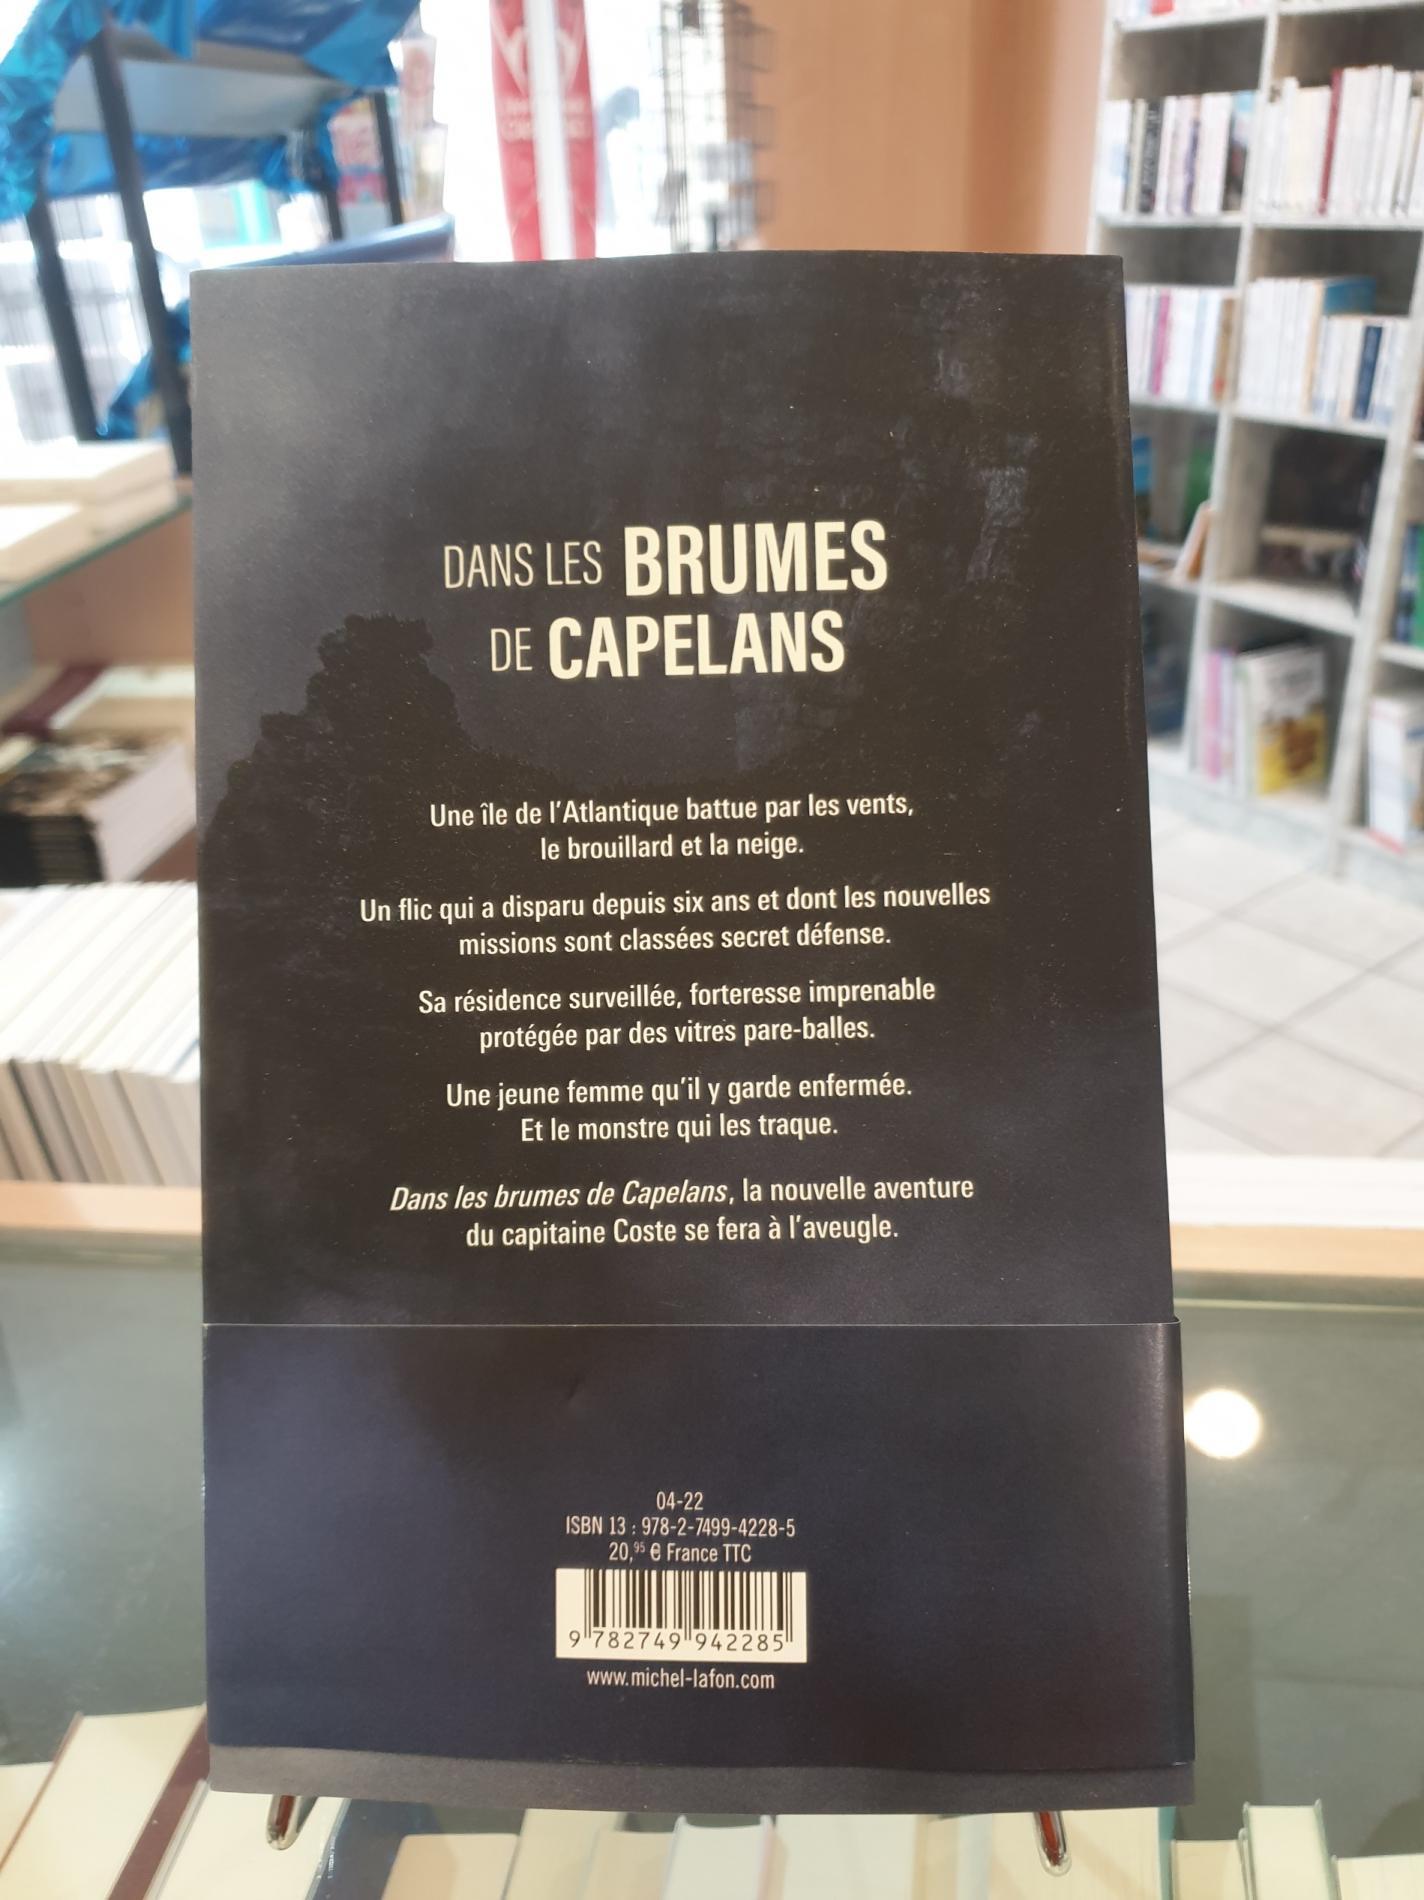 DANS LES BRUMES
DE CAPELANS
Une île de l'Atlantique battue par les vents,
le brouillard et la neige.
Un flic qui a disparu depuis six ans et dont les nouvelles
missions sont classées secret défense.
Sa résidence surveillée, forteresse imprenable
protégée par des vitres pare-balles.
Une jeune femme qu'il y garde enfermée.
Et le monstre qui les traque.
Dans les brumes de Capelans, la nouvelle aventure
du capitaine Coste se fera à l'aveugle.
04-22
ISBN 13 : 978-2-7499-4228-5
20,95 € France TTC
9 782749 942285
www.michel-lafon.com